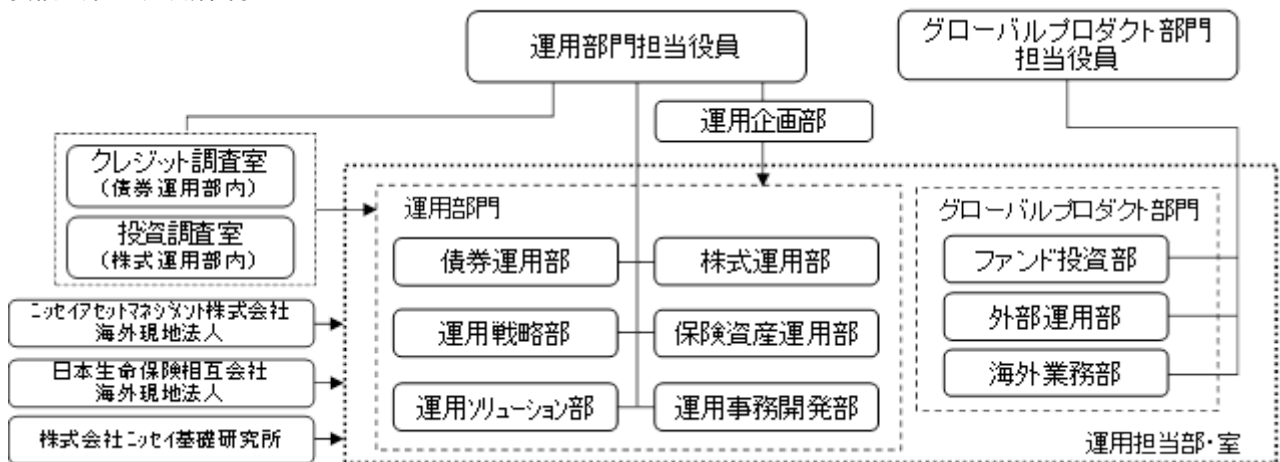 運用部門担当役員
グローバルプロダクト部門
担当役員
運用企画部
クレジット調査室
(債券運用部内)
投資調査室
(株式運用部内)
運用部門
債券運用部
株式運用部
運用戦略部
保険資産運用部
運用ソリューション部
運用事務開発部
グローバルプロダクト部門
ファンド投資部
外部運用部
海外業務部
ニッセイアセットマネジメント株式会社
海外現地法人
日本生命保険相互会社
海外現地法人
株式会社ニッセイ基礎研究所
運用担当部・室